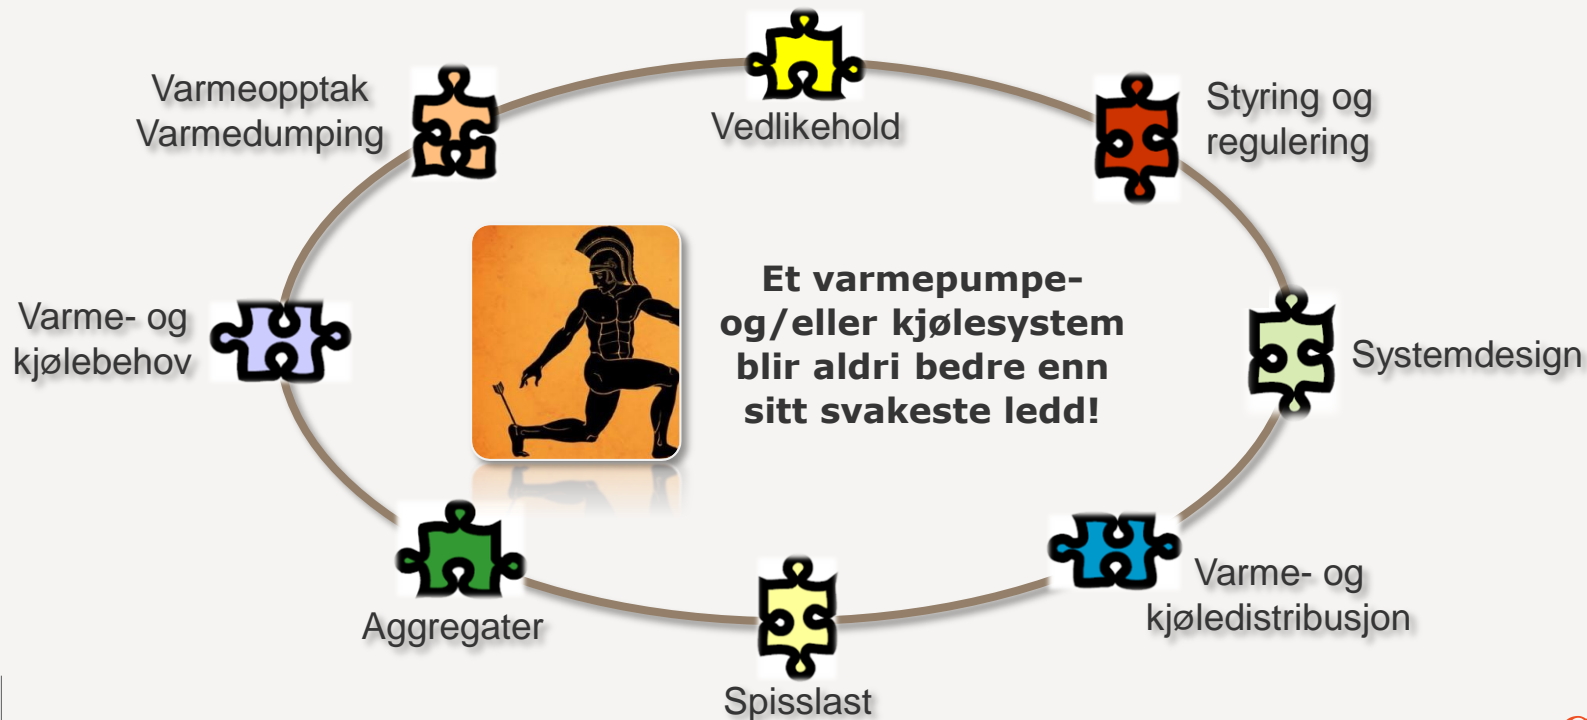 Vedlikehold
Styring og
regulering
Systemdesign
Varme- og
kjøledistribusjon
Spisslast
Aggregater
Varme- og
kjølebehov
Varmeopptak
Varmedumping
Et varmepumpe-
og/eller kjølesystem
blir aldri bedre enn
sitt svakeste ledd!